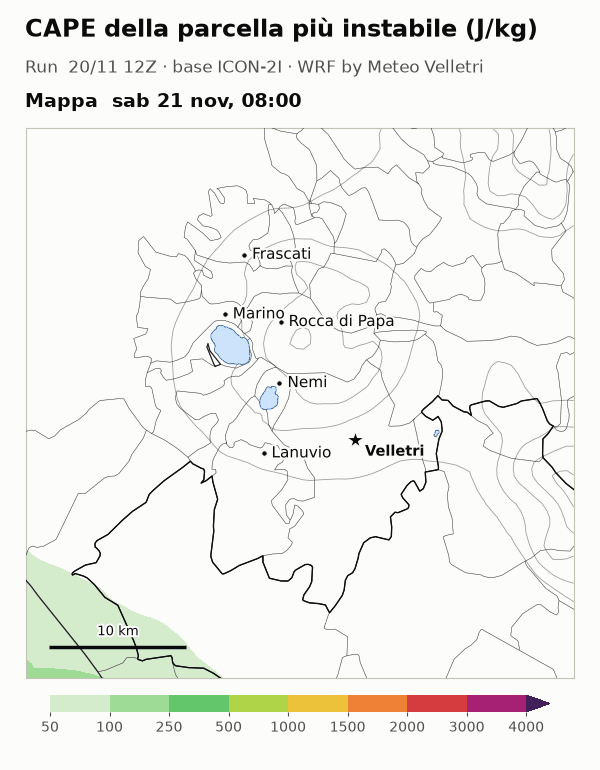 CAPE della parcella più instabile (J/kg)
Run  20/11 12Z · base ICON-2I · WRF by Meteo Velletri
Mappa  sab 21 nov, 08:00
Frascati
Marino
Rocca di Papa
Nemi
Velletri
Lanuvio
10 km
50 100 250 500 1000 1500 2000 3000 4000